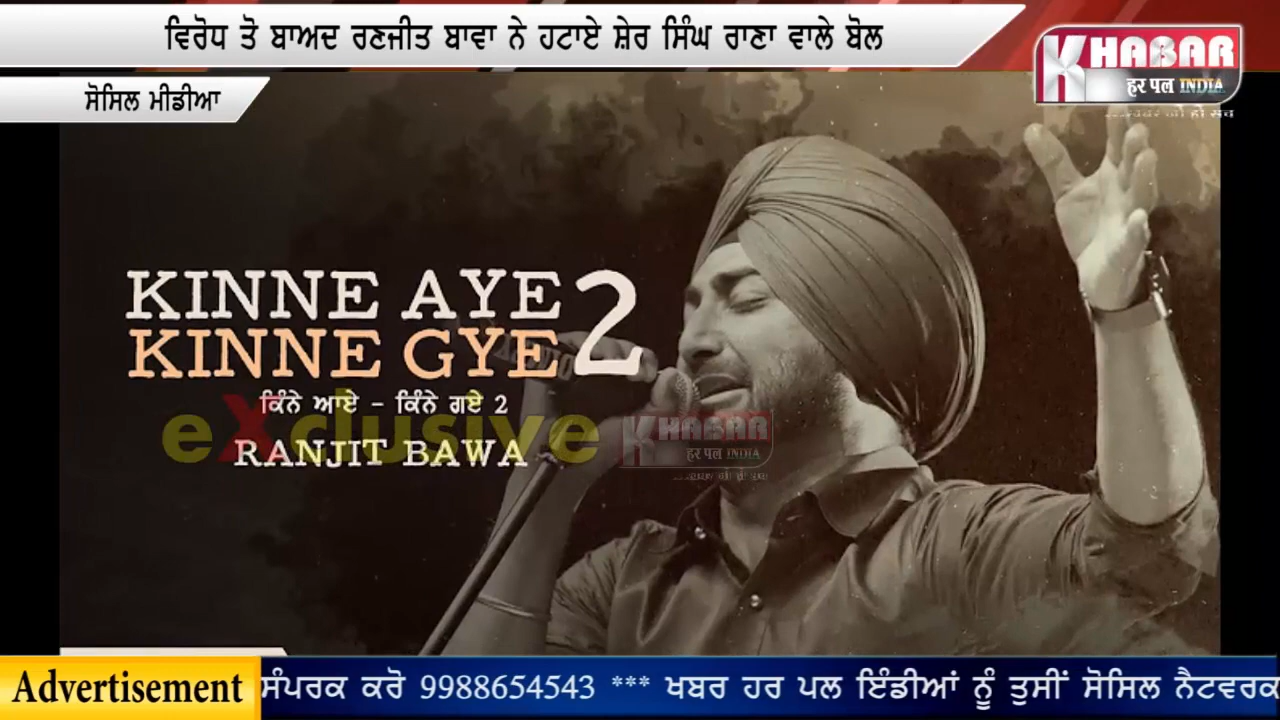 ਵਿਰੋਧ ਤੋ ਬਾਅਦ ਰਣਜੀਤ ਬਾਵਾ ਨੇ ਹਟਾਏ ਸ਼ੇਰ ਸਿੰਘ ਰਾਣਾ ਵਾਲੇ ਬੋਲ
KHABAR
हर पल INDIA
ਸੋਸਿਲ ਮੀਡੀਆ
KINNE AYE
KINNE GYE 2
ਕਿੰਨੇ ਆਏ - ਕਿੰਨੇ ਗਏ 2
eXclusive
RANJIT BAWA
KHABAR
हर पल INDIA
Advertisement
ਸੰਪਰਕ ਕਰੋ 9988654543 *** ਖਬਰ ਹਰ ਪਲ ਇੰਡੀਆਂ ਨੂੰ ਤੁਸੀਂ ਸੋਸਿਲ ਨੈਟਵਰਕ